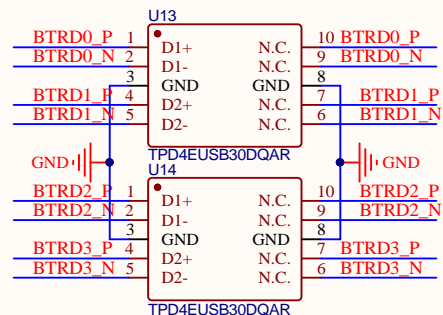 U13
BTRD0_P 1 D1+ N.C. 10 BTRD0_P
BTRD0_N 2 D1- N.C. 9 BTRD0_N
3 GND GND 8
BTRD1_P 4 D2+ N.C. 7 BTRD1_P
BTRD1_N 5 D2- N.C. 6 BTRD1_N
TPD4EUSB30DQAR
GND GND
U14
BTRD2_P 1 D1+ N.C. 10 BTRD2_P
BTRD2_N 2 D1- N.C. 9 BTRD2_N
3 GND GND 8
BTRD3_P 4 D2+ N.C. 7 BTRD3_P
BTRD3_N 5 D2- N.C. 6 BTRD3_N
TPD4EUSB30DQAR